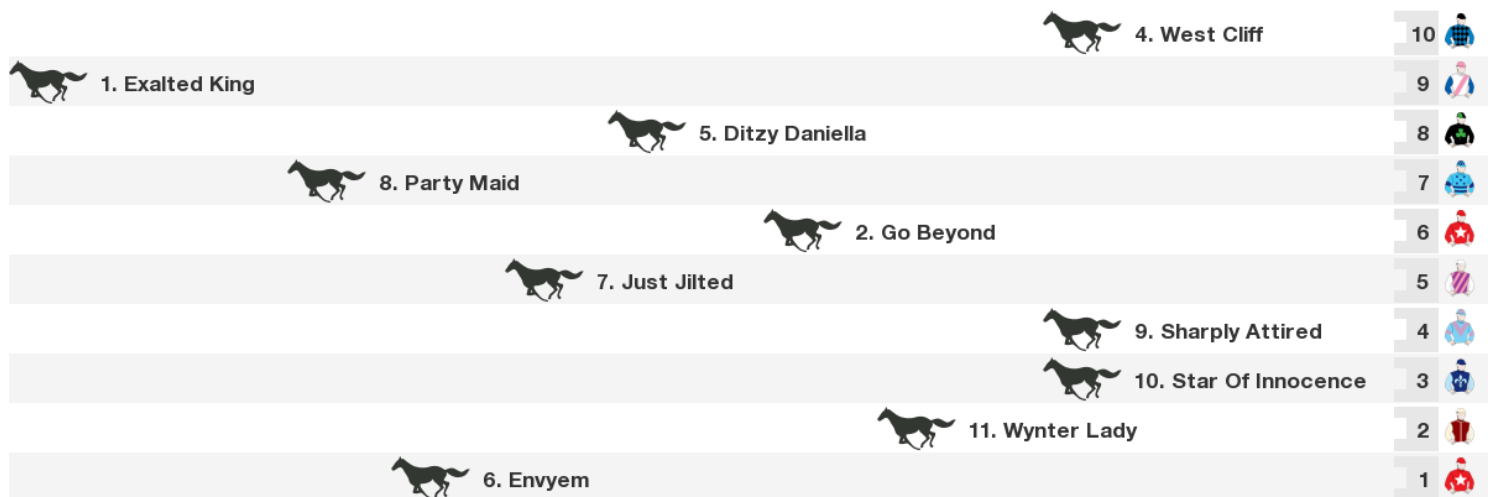 4. West Cliff 10
1. Exalted King 9
5. Ditzy Daniella 8
8. Party Maid 7
2. Go Beyond 6
7. Just Jilted 5
9. Sharply Attired 4
10. Star Of Innocence 3
11. Wynter Lady 2
6. Envyem 1